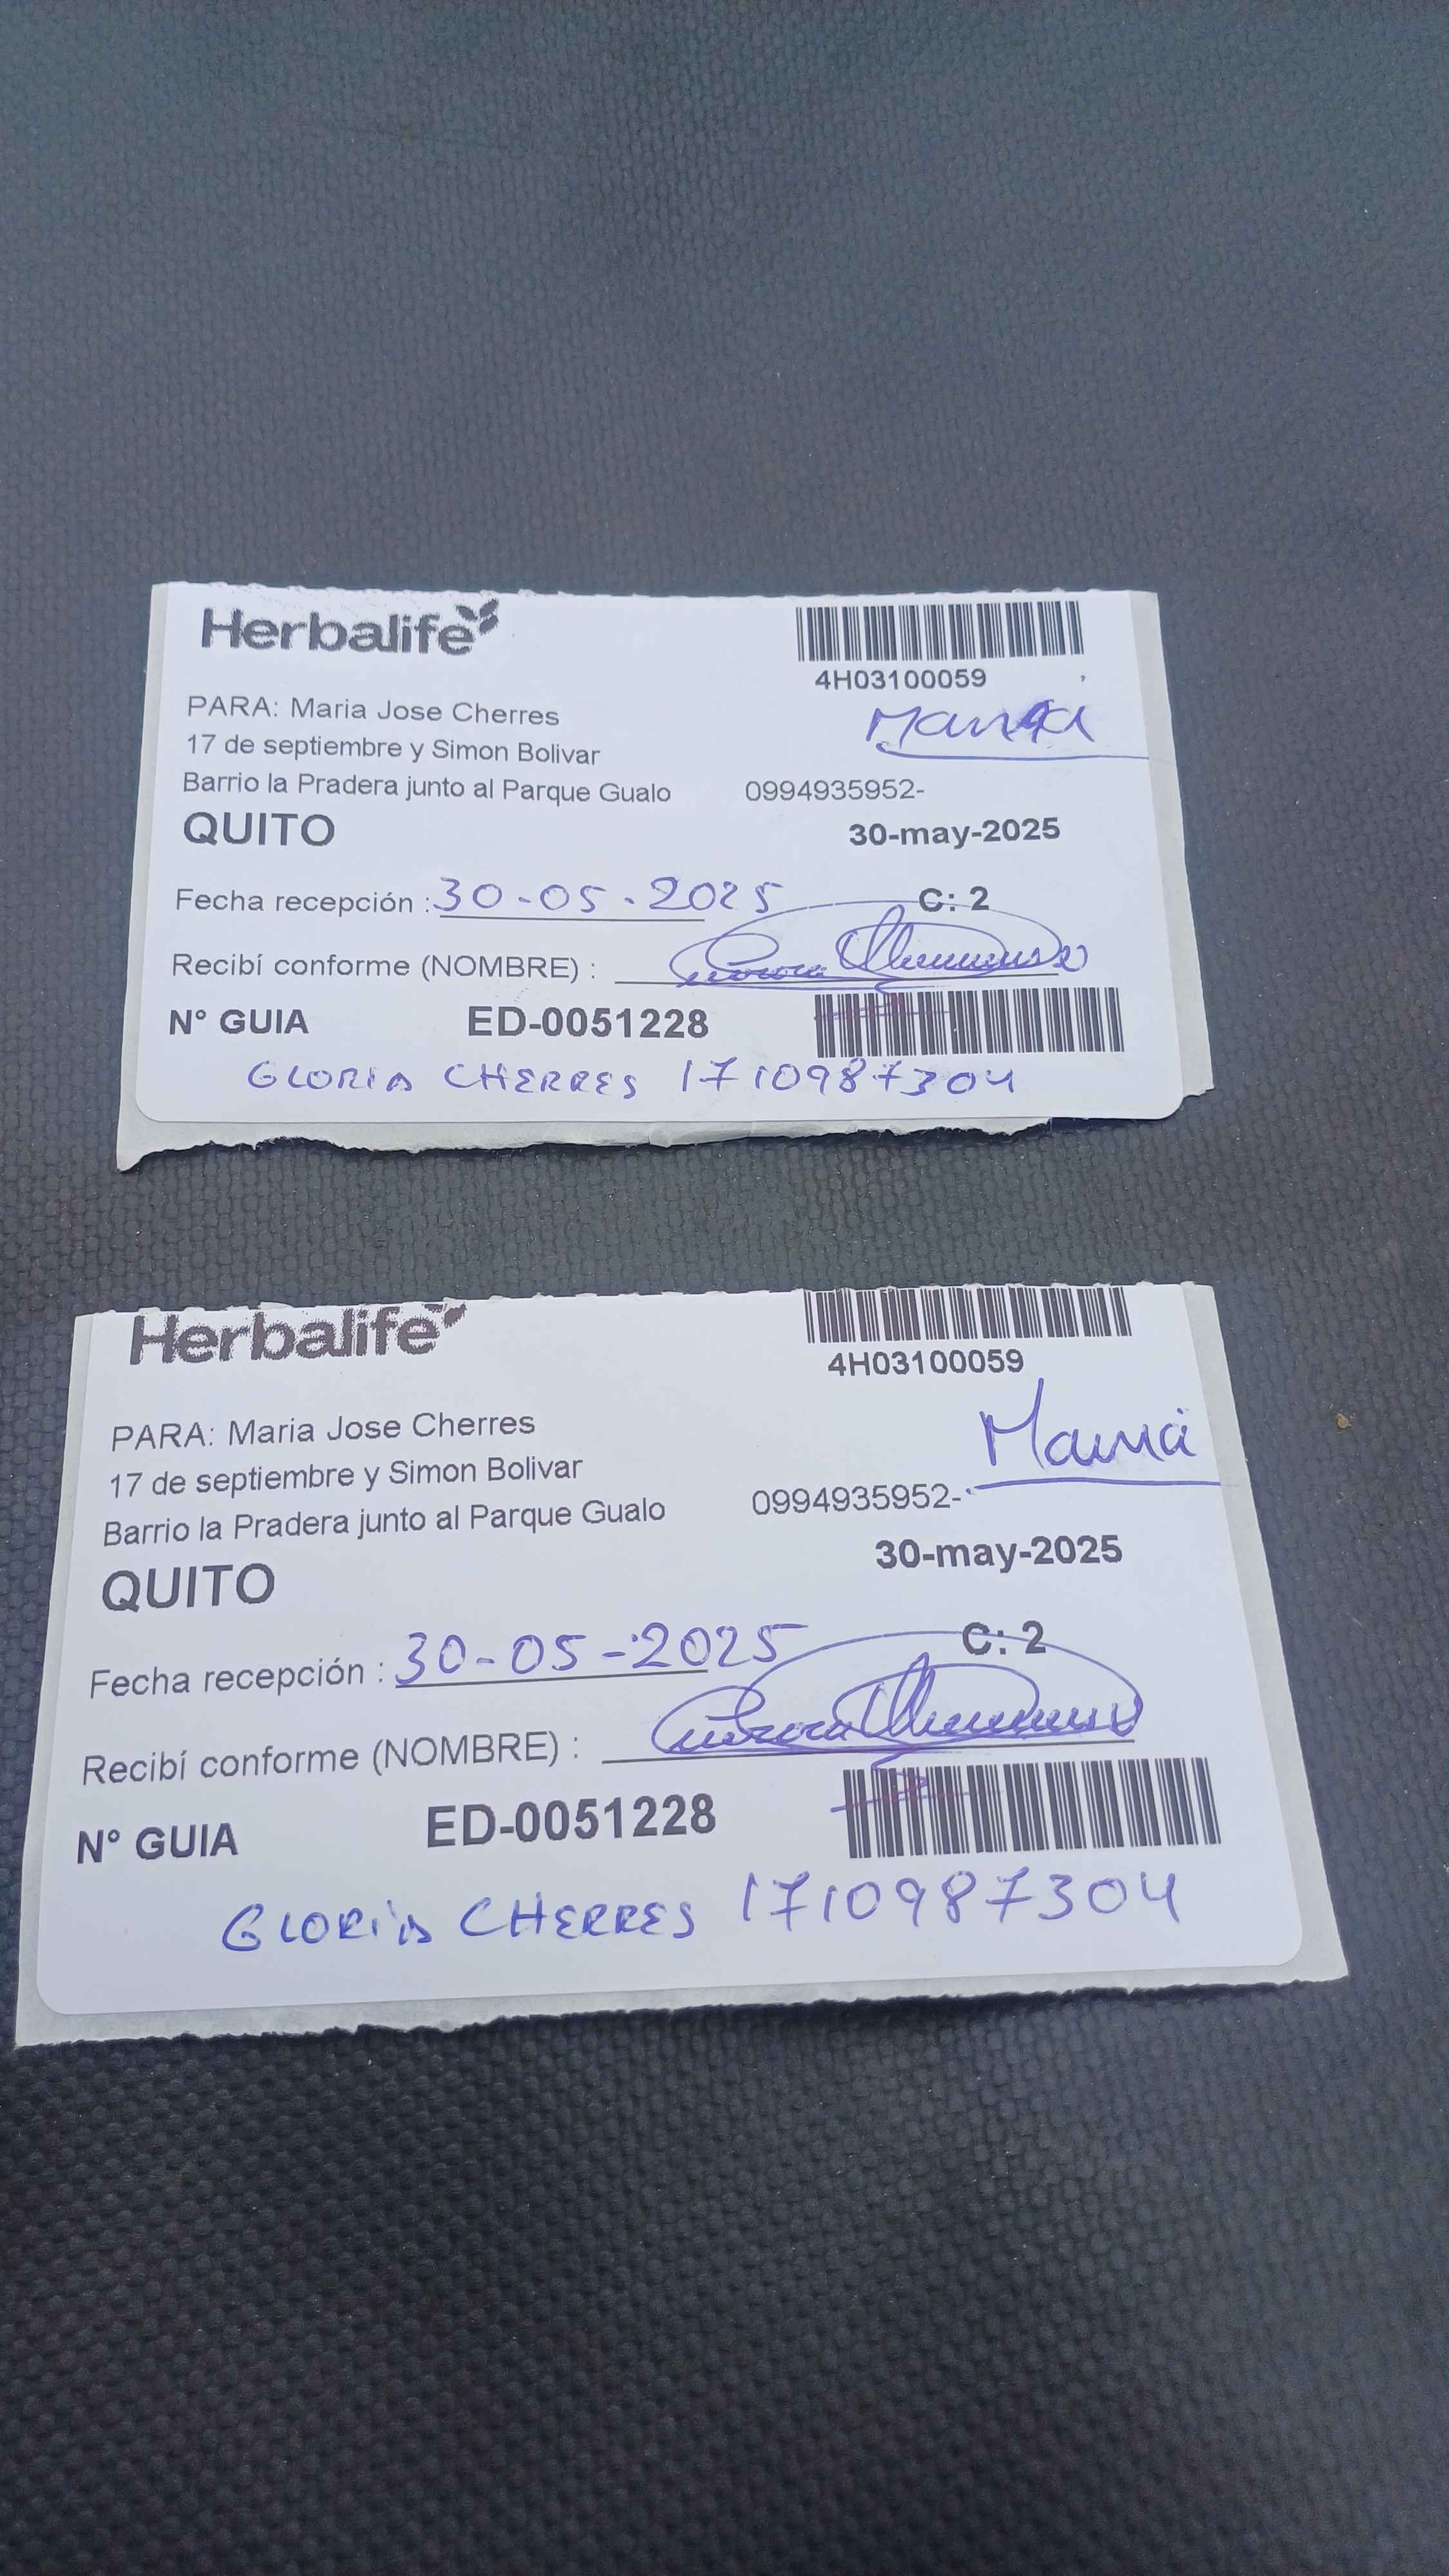 Herbalife
4H03100059
Mamá
PARA: Maria Jose Cherres
17 de septiembre y Simon Bolivar
Barrio la Pradera junto al Parque Gualo 0994935952-
QUITO 30-may-2025
Fecha recepción : 30-05-2025 C: 2
Recibí conforme (NOMBRE) :
N° GUIA ED-0051228
GLORIA CHERRES 1710987304
Herbalife
4H03100059
Mamá
PARA: Maria Jose Cherres
17 de septiembre y Simon Bolivar
Barrio la Pradera junto al Parque Gualo 0994935952-
QUITO 30-may-2025
Fecha recepción : 30-05-2025 C: 2
Recibí conforme (NOMBRE) :
N° GUIA ED-0051228
GLORIA CHERRES 1710987304